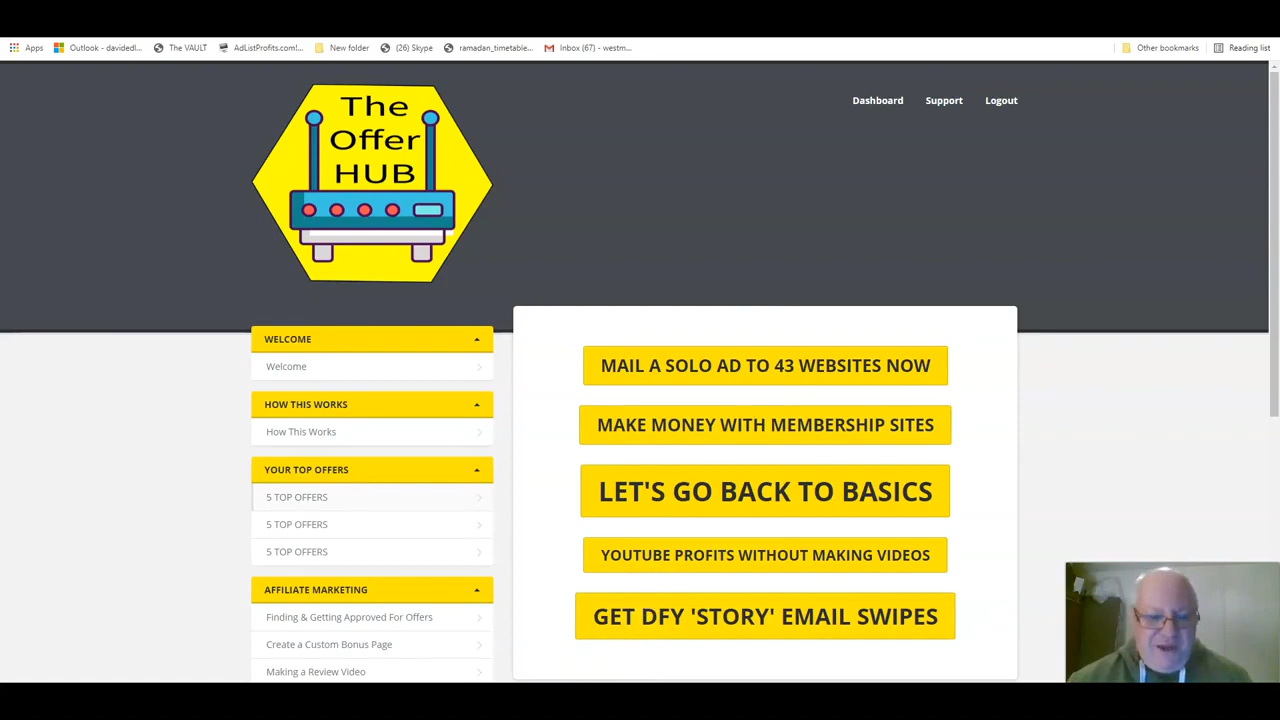 Apps
Outlook - davidedl...
The VAULT
AdListProfits.com!...
New folder
(26) Skype
ramadan_timetable...
Inbox (67) - westm...
Other bookmarks
Reading list
The
Offer
HUB
Dashboard
Support
Logout
WELCOME
Welcome
HOW THIS WORKS
How This Works
YOUR TOP OFFERS
5 TOP OFFERS
5 TOP OFFERS
5 TOP OFFERS
AFFILIATE MARKETING
Finding & Getting Approved For Offers
Create a Custom Bonus Page
Making a Review Video
MAIL A SOLO AD TO 43 WEBSITES NOW
MAKE MONEY WITH MEMBERSHIP SITES
LET'S GO BACK TO BASICS
YOUTUBE PROFITS WITHOUT MAKING VIDEOS
GET DFY 'STORY' EMAIL SWIPES